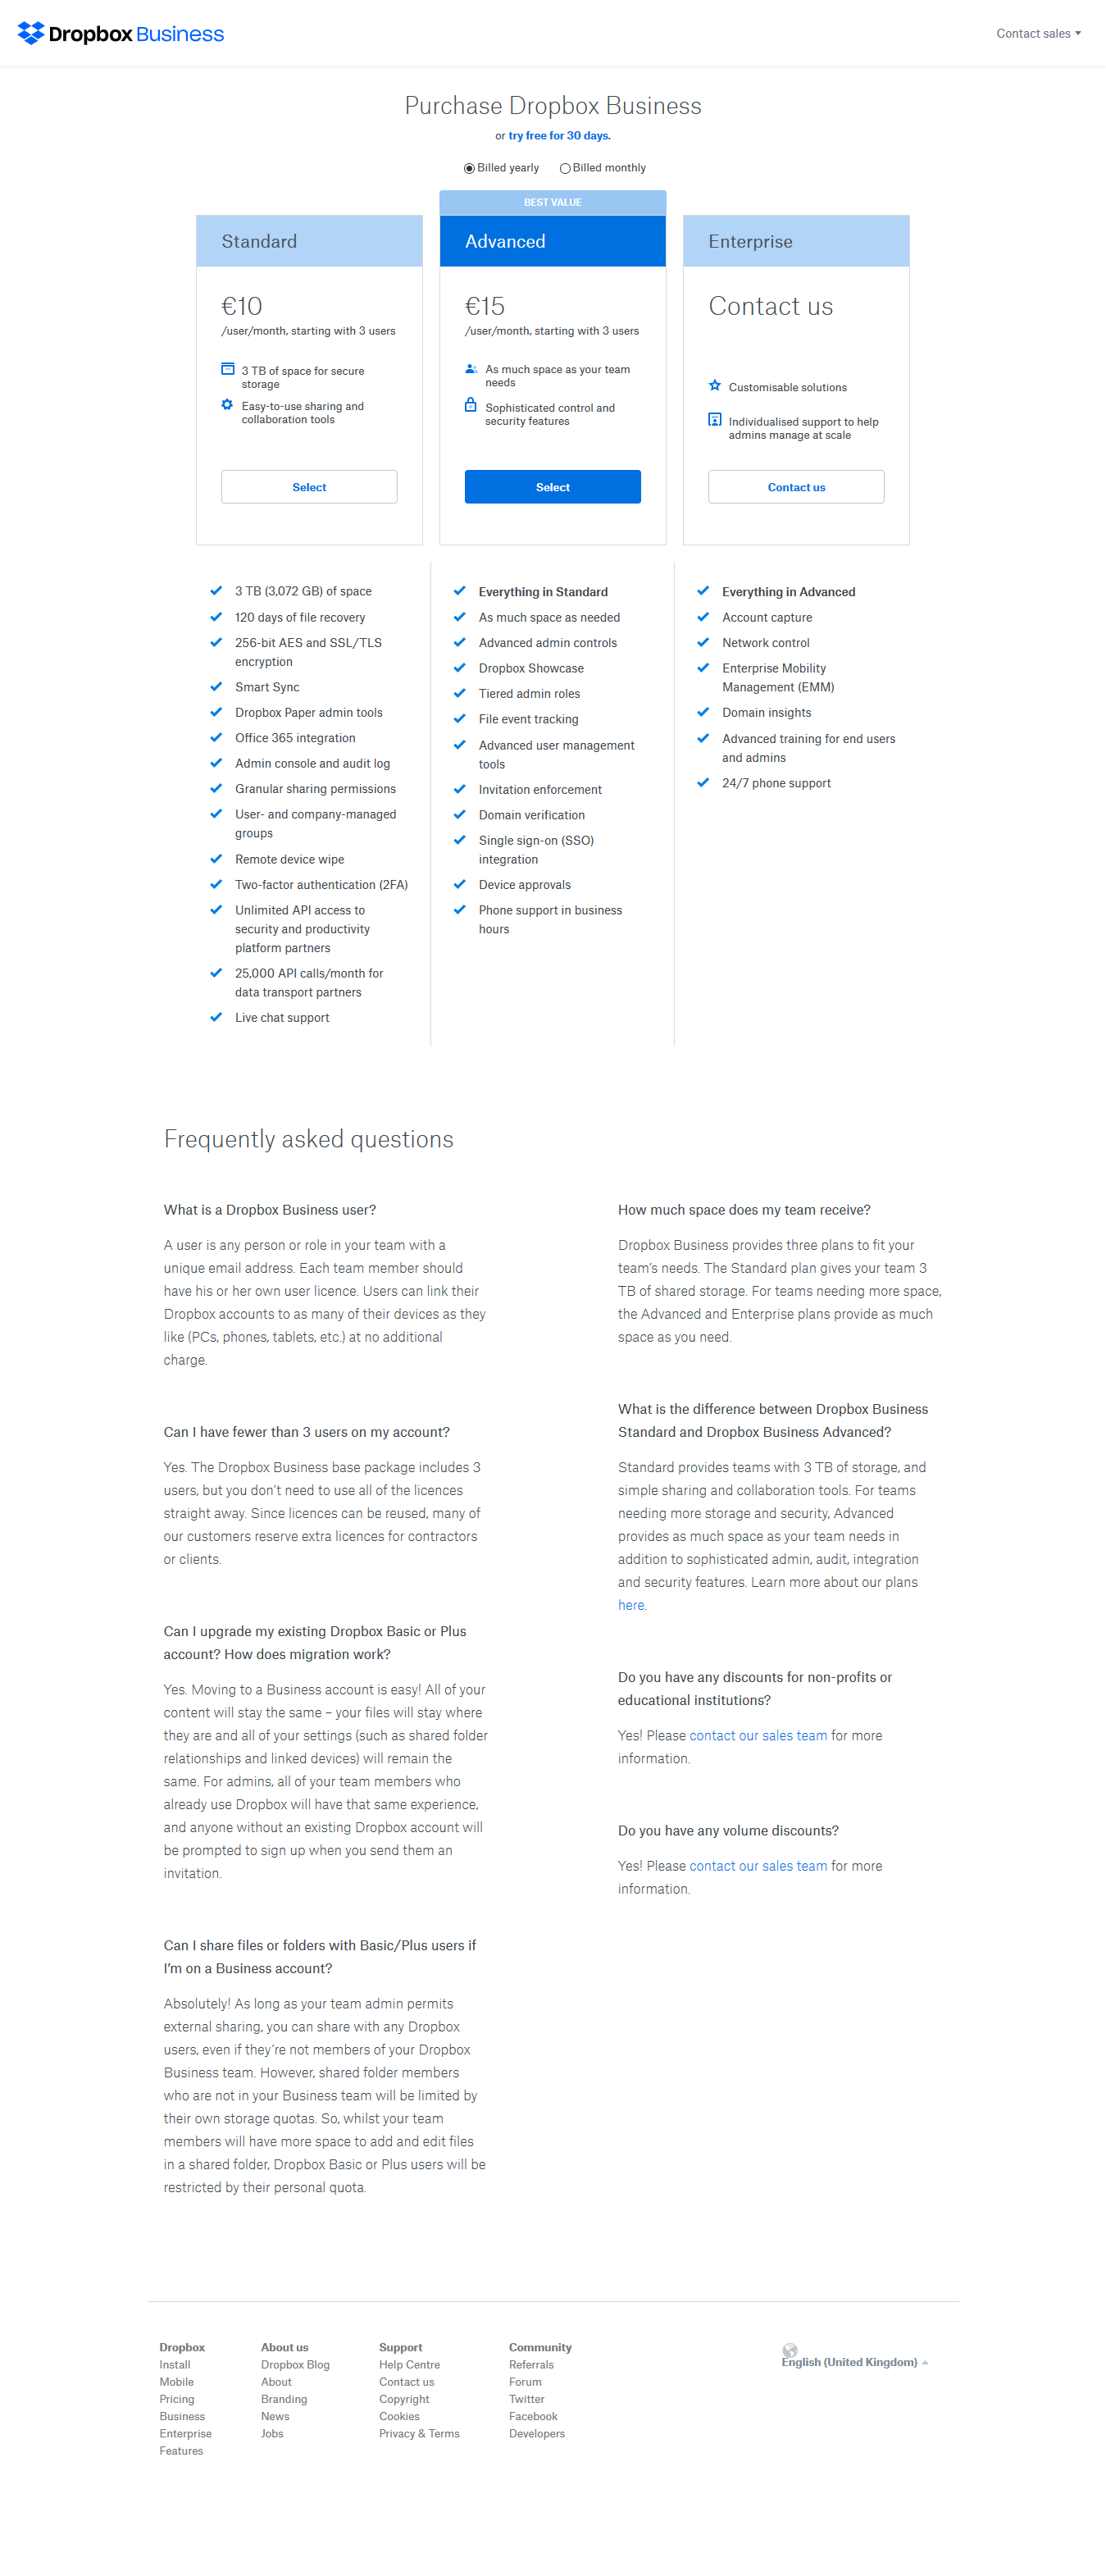 Dropbox Business
Contact sales
Purchase Dropbox Business
or try free for 30 days.
Billed yearly
Billed monthly
BEST VALUE
Standard
€10
/user/month, starting with 3 users
3 TB of space for secure
storage
Easy-to-use sharing and
collaboration tools
Select
Advanced
€15
/user/month, starting with 3 users
As much space as your team
needs
Sophisticated control and
security features
Select
Enterprise
Contact us
Customisable solutions
Individualised support to help
admins manage at scale
Contact us
3 TB (3,072 GB) of space
120 days of file recovery
256-bit AES and SSL/TLS
encryption
Smart Sync
Dropbox Paper admin tools
Office 365 integration
Admin console and audit log
Granular sharing permissions
User- and company-managed
groups
Remote device wipe
Two-factor authentication (2FA)
Unlimited API access to
security and productivity
platform partners
25,000 API calls/month for
data transport partners
Live chat support
Everything in Standard
As much space as needed
Advanced admin controls
Dropbox Showcase
Tiered admin roles
File event tracking
Advanced user management
tools
Invitation enforcement
Domain verification
Single sign-on (SSO)
integration
Device approvals
Phone support in business
hours
Everything in Advanced
Account capture
Network control
Enterprise Mobility
Management (EMM)
Domain insights
Advanced training for end users
and admins
24/7 phone support
Frequently asked questions
What is a Dropbox Business user?
A user is any person or role in your team with a
unique email address. Each team member should
have his or her own user licence. Users can link their
Dropbox accounts to as many of their devices as they
like (PCs, phones, tablets, etc.) at no additional
charge.
Can I have fewer than 3 users on my account?
Yes. The Dropbox Business base package includes 3
users, but you don't need to use all of the licences
straight away. Since licences can be reused, many of
our customers reserve extra licences for contractors
or clients.
Can I upgrade my existing Dropbox Basic or Plus
account? How does migration work?
Yes. Moving to a Business account is easy! All of your
content will stay the same – your files will stay where
they are and all of your settings (such as shared folder
relationships and linked devices) will remain the
same. For admins, all of your team members who
already use Dropbox will have that same experience,
and anyone without an existing Dropbox account will
be prompted to sign up when you send them an
invitation.
Can I share files or folders with Basic/Plus users if
I'm on a Business account?
Absolutely! As long as your team admin permits
external sharing, you can share with any Dropbox
users, even if they're not members of your Dropbox
Business team. However, shared folder members
who are not in your Business team will be limited by
their own storage quotas. So, whilst your team
members will have more space to add and edit files
in a shared folder, Dropbox Basic or Plus users will be
restricted by their personal quota.
How much space does my team receive?
Dropbox Business provides three plans to fit your
team's needs. The Standard plan gives your team 3
TB of shared storage. For teams needing more space,
the Advanced and Enterprise plans provide as much
space as you need.
What is the difference between Dropbox Business
Standard and Dropbox Business Advanced?
Standard provides teams with 3 TB of storage, and
simple sharing and collaboration tools. For teams
needing more storage and security, Advanced
provides as much space as your team needs in
addition to sophisticated admin, audit, integration
and security features. Learn more about our plans
here.
Do you have any discounts for non-profits or
educational institutions?
Yes! Please contact our sales team for more
information.
Do you have any volume discounts?
Yes! Please contact our sales team for more
information.
Dropbox
Install
Mobile
Pricing
Business
Enterprise
Features
About us
Dropbox Blog
About
Branding
News
Jobs
Support
Help Centre
Contact us
Copyright
Cookies
Privacy & Terms
Community
Referrals
Forum
Twitter
Facebook
Developers
English (United Kingdom)